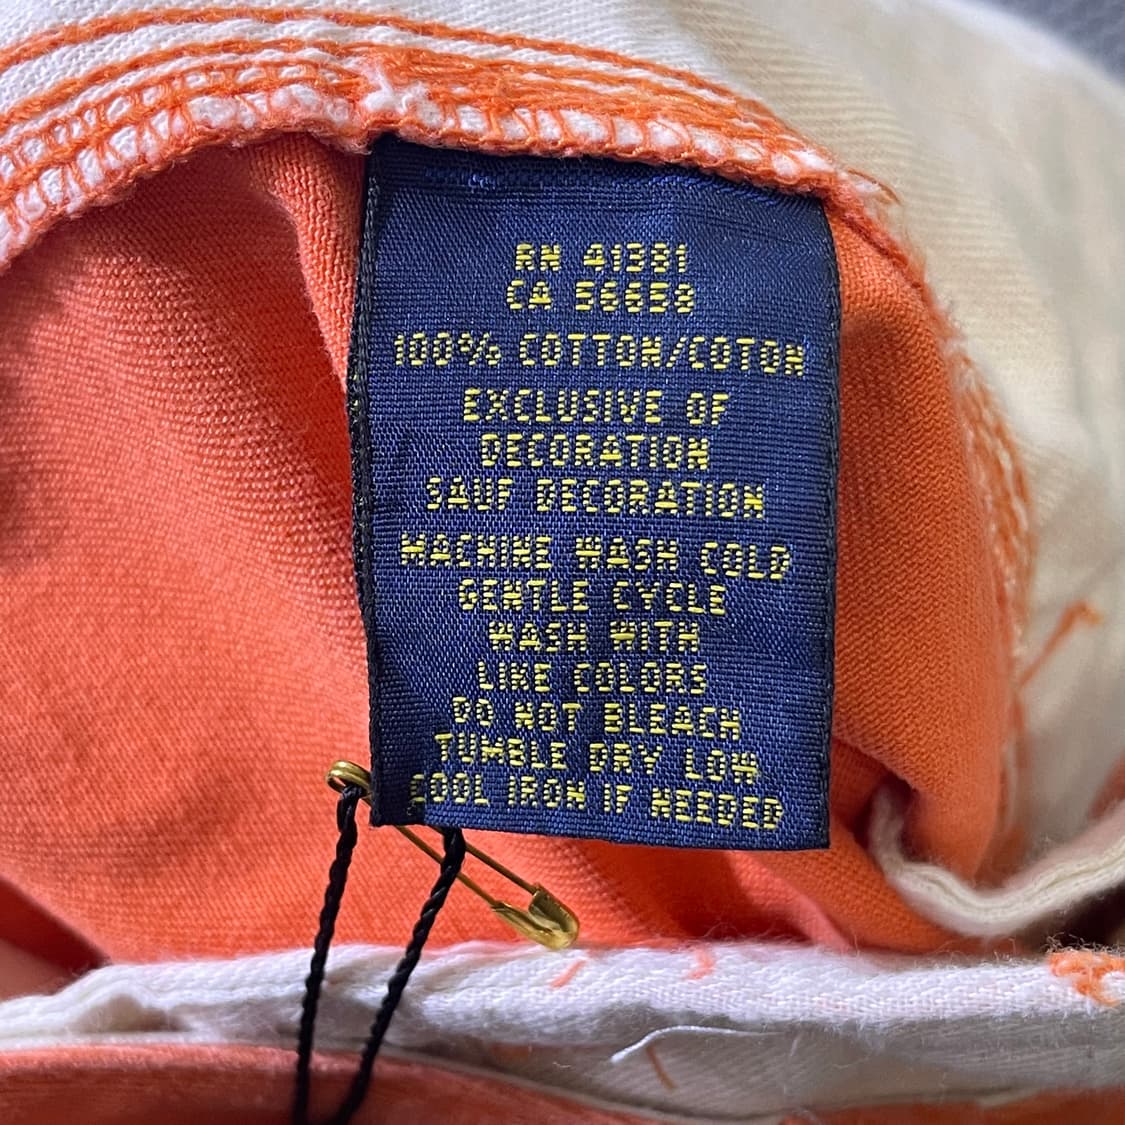 RN 41381
CA 56658
100% COTTON/COTON
EXCLUSIVE OF
DECORATION
SAUF DECORATION
MACHINE WASH COLD
GENTLE CYCLE
WASH WITH
LIKE COLORS
DO NOT BLEACH
TUMBLE DRY LOW
COOL IRON IF NEEDED